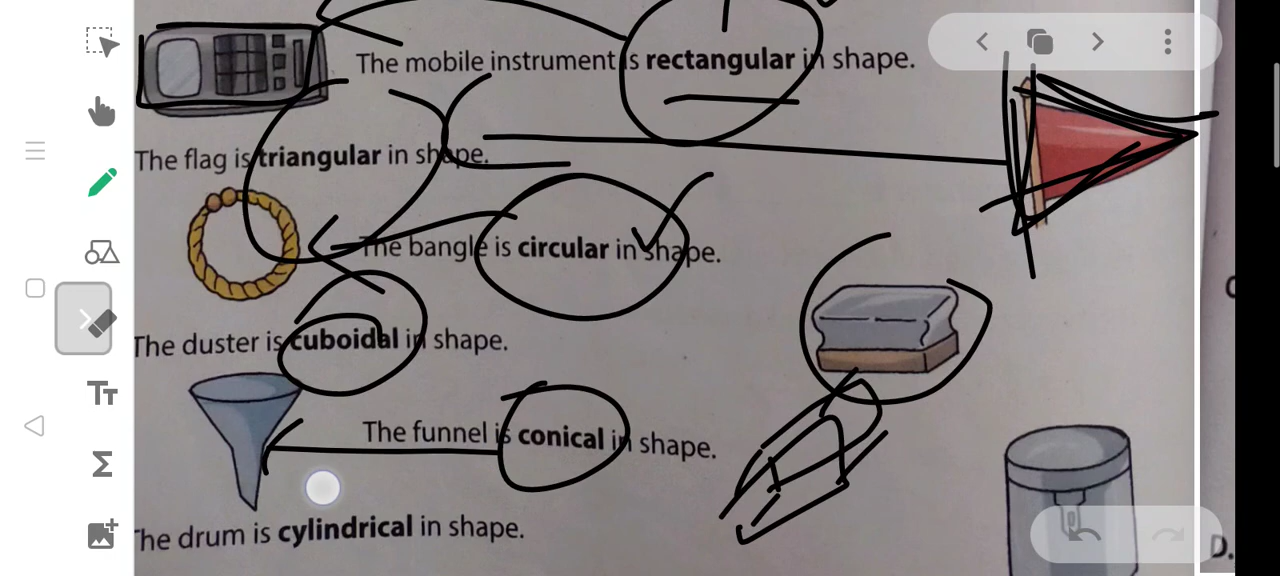 The mobile instrument is rectangular in shape.
The flag is triangular in shape.
The bangle is circular in shape.
The duster is cuboidal in shape.
The funnel is conical in shape.
The drum is cylindrical in shape.
D.
Tт
Σ